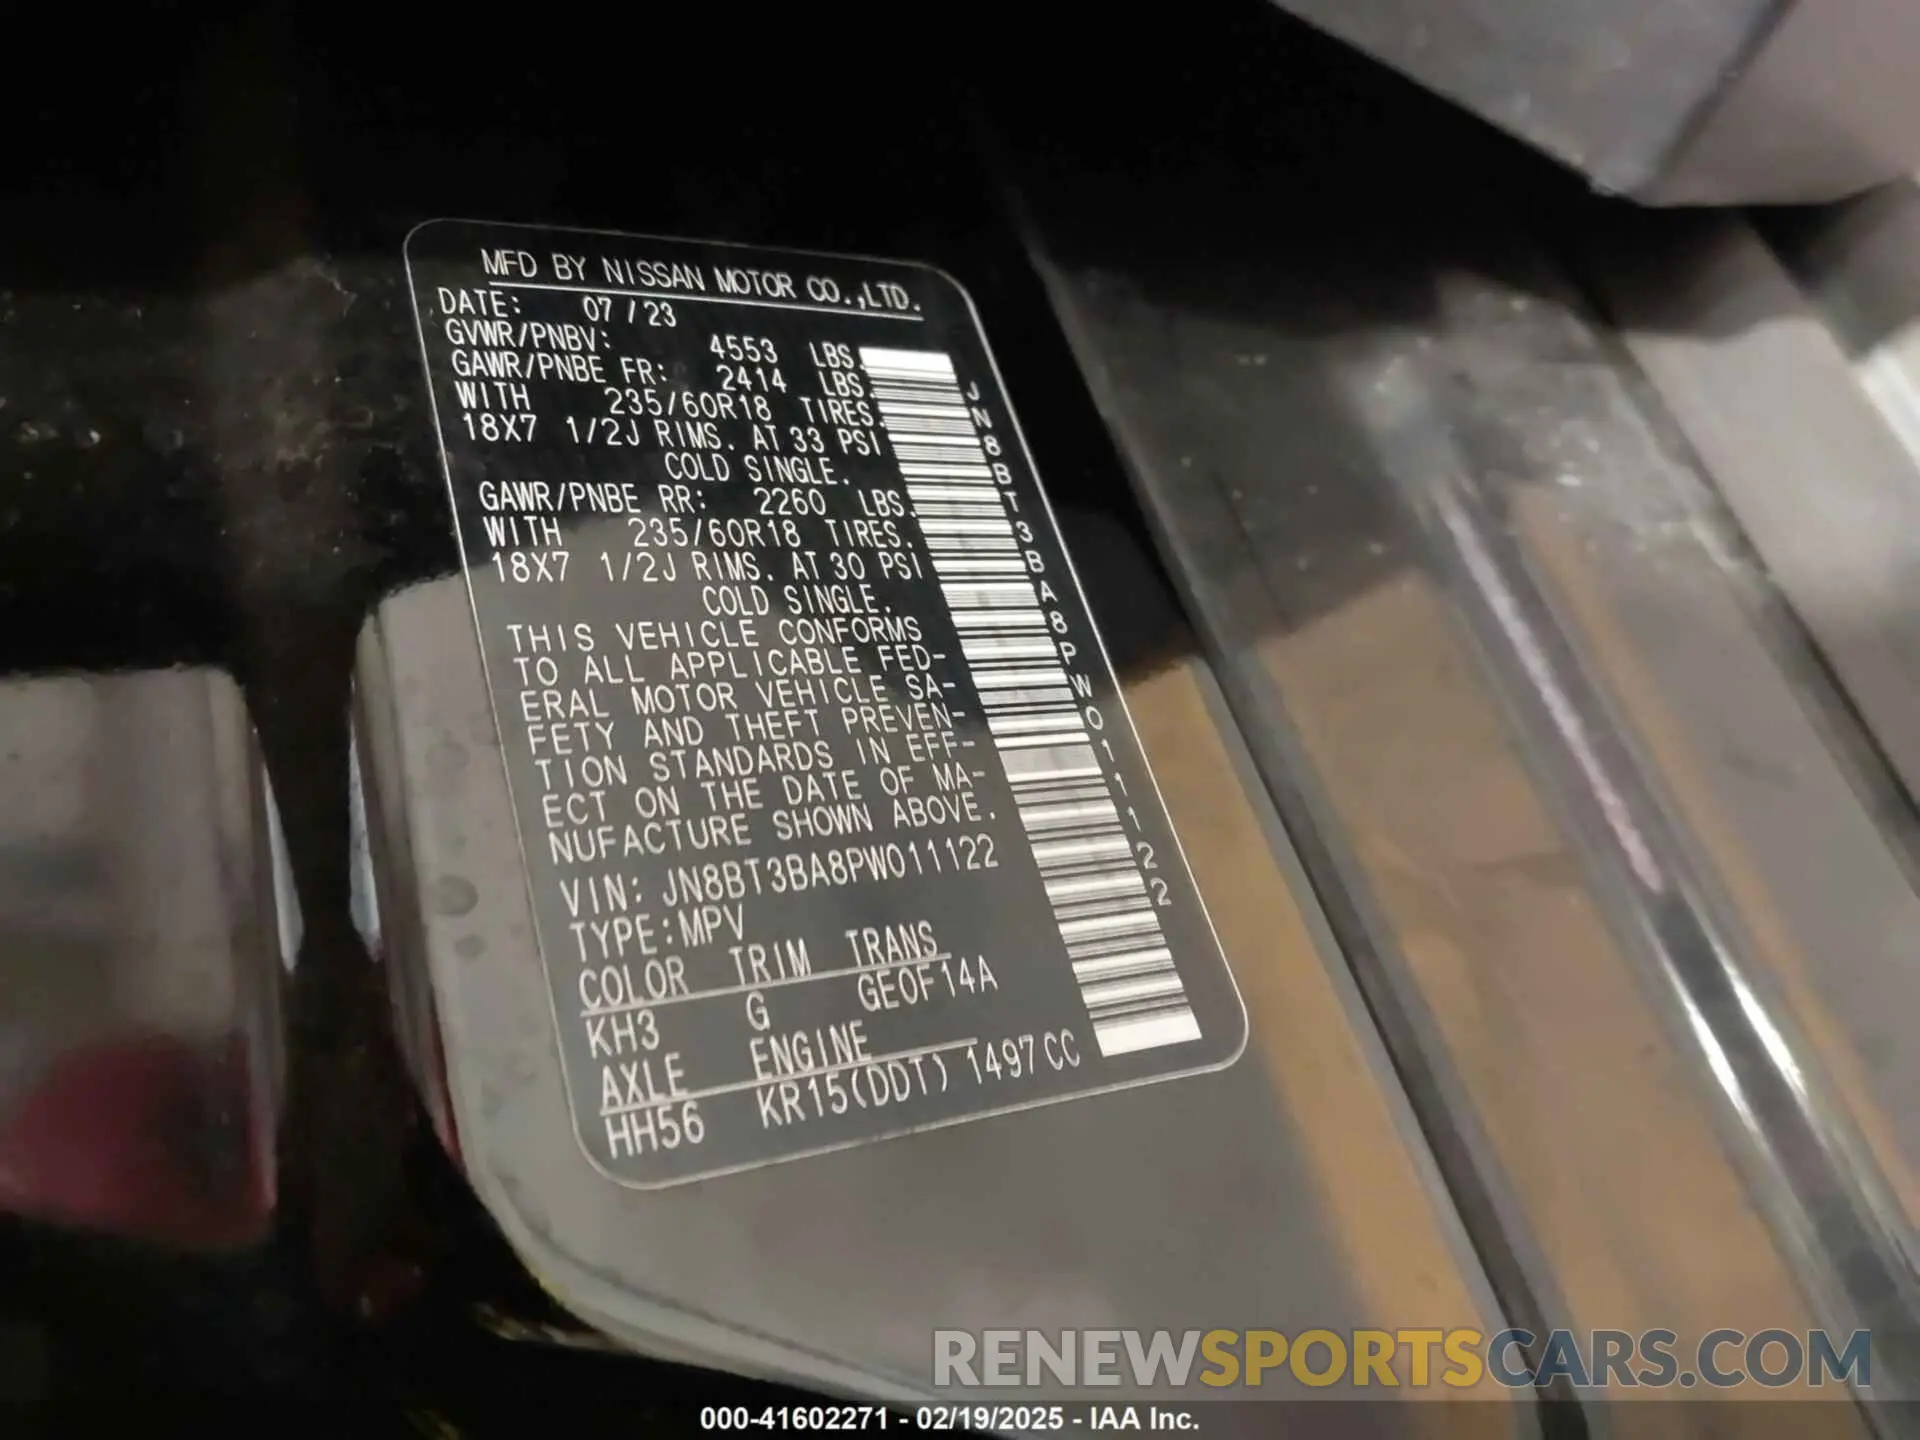 MFD BY NISSAN MOTOR CO.,LTD.
DATE: 07/23
GVWR/PNBV: 4553 LBS.
GAWR/PNBE FR: 2414 LBS.
WITH 235/60R18 TIRES.
18X7 1/2J RIMS. AT 33 PSI
COLD SINGLE.
GAWR/PNBE RR: 2260 LBS.
WITH 235/60R18 TIRES.
18X7 1/2J RIMS. AT 30 PSI
COLD SINGLE.
THIS VEHICLE CONFORMS
TO ALL APPLICABLE FED-
ERAL MOTOR VEHICLE SA-
FETY AND THEFT PREVEN-
TION STANDARDS IN EFF-
ECT ON THE DATE OF MA-
NUFACTURE SHOWN ABOVE.
VIN: JN8BT3BA8PW011122
TYPE:MPV
COLOR TRIM TRANS
KH3 G GE0F14A
AXLE ENGINE
HH56 KR15(DDT) 1497CC
JN8BT3BA8PW011122
RENEWSPORTSCARS.COM
000-41602271 - 02/19/2025 - IAA Inc.